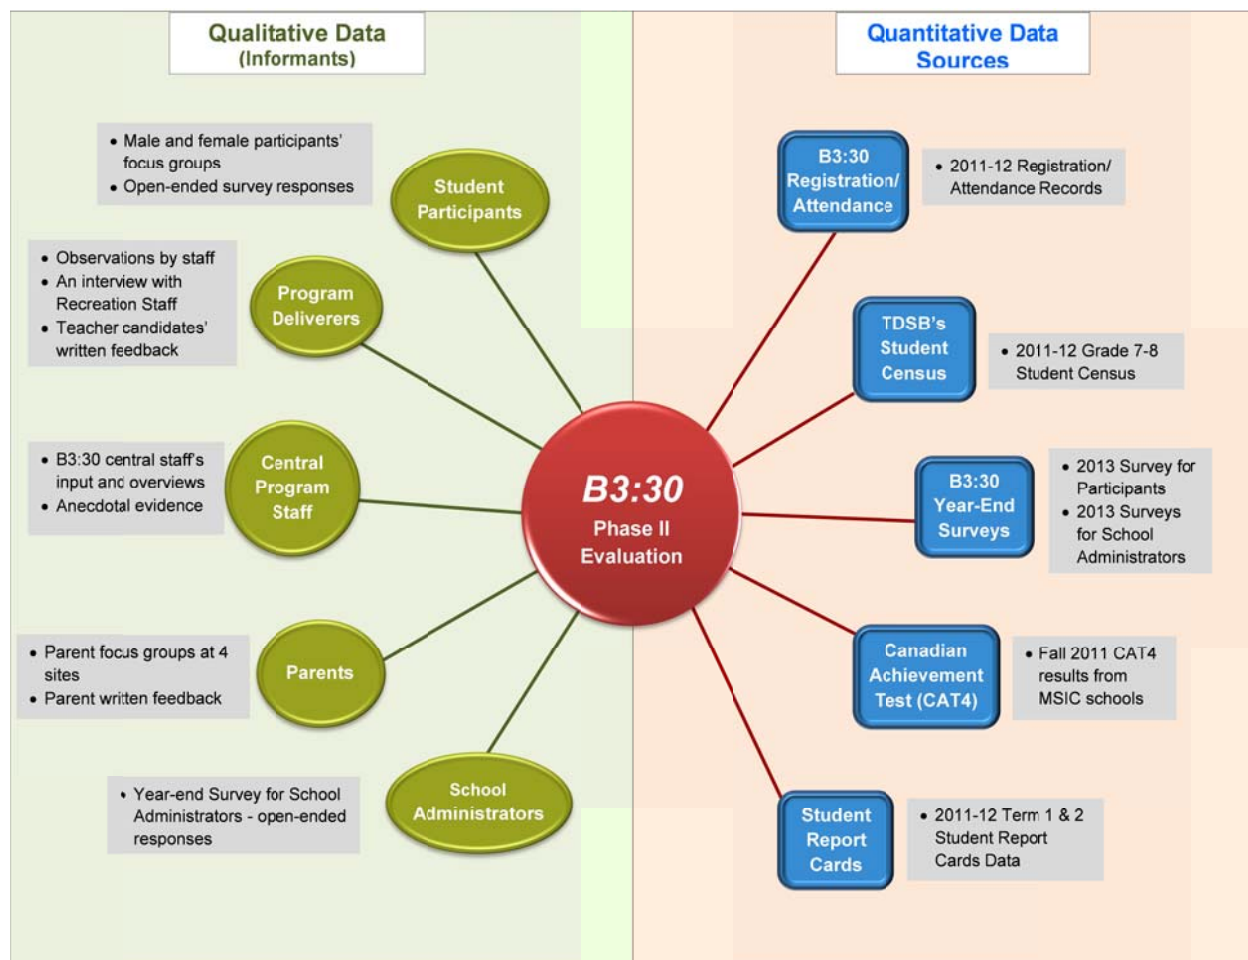 Qualitative Data
(Informants)
• Male and female participants'
focus groups
• Open-ended survey responses
Student
Participants
• Observations by staff
• An interview with
Recreation Staff
• Teacher candidates'
written feedback
Program
Deliverers
• B3:30 central staff's
input and overviews
• Anecdotal evidence
Central
Program
Staff
• Parent focus groups at 4
sites
• Parent written feedback
Parents
• Year-end Survey for School
Administrators - open-ended
responses
School
Administrators
B3:30
Phase II
Evaluation
Quantitative Data
Sources
B3:30
Registration/
Attendance
• 2011-12 Registration/
Attendance Records
TDSB's
Student
Census
• 2011-12 Grade 7-8
Student Census
B3:30
Year-End
Surveys
• 2013 Survey for
Participants
• 2013 Surveys
for School
Administrators
Canadian
Achievement
Test (CAT4)
• Fall 2011 CAT4
results from
MSIC schools
Student
Report
Cards
• 2011-12 Term 1 & 2
Student Report
Cards Data